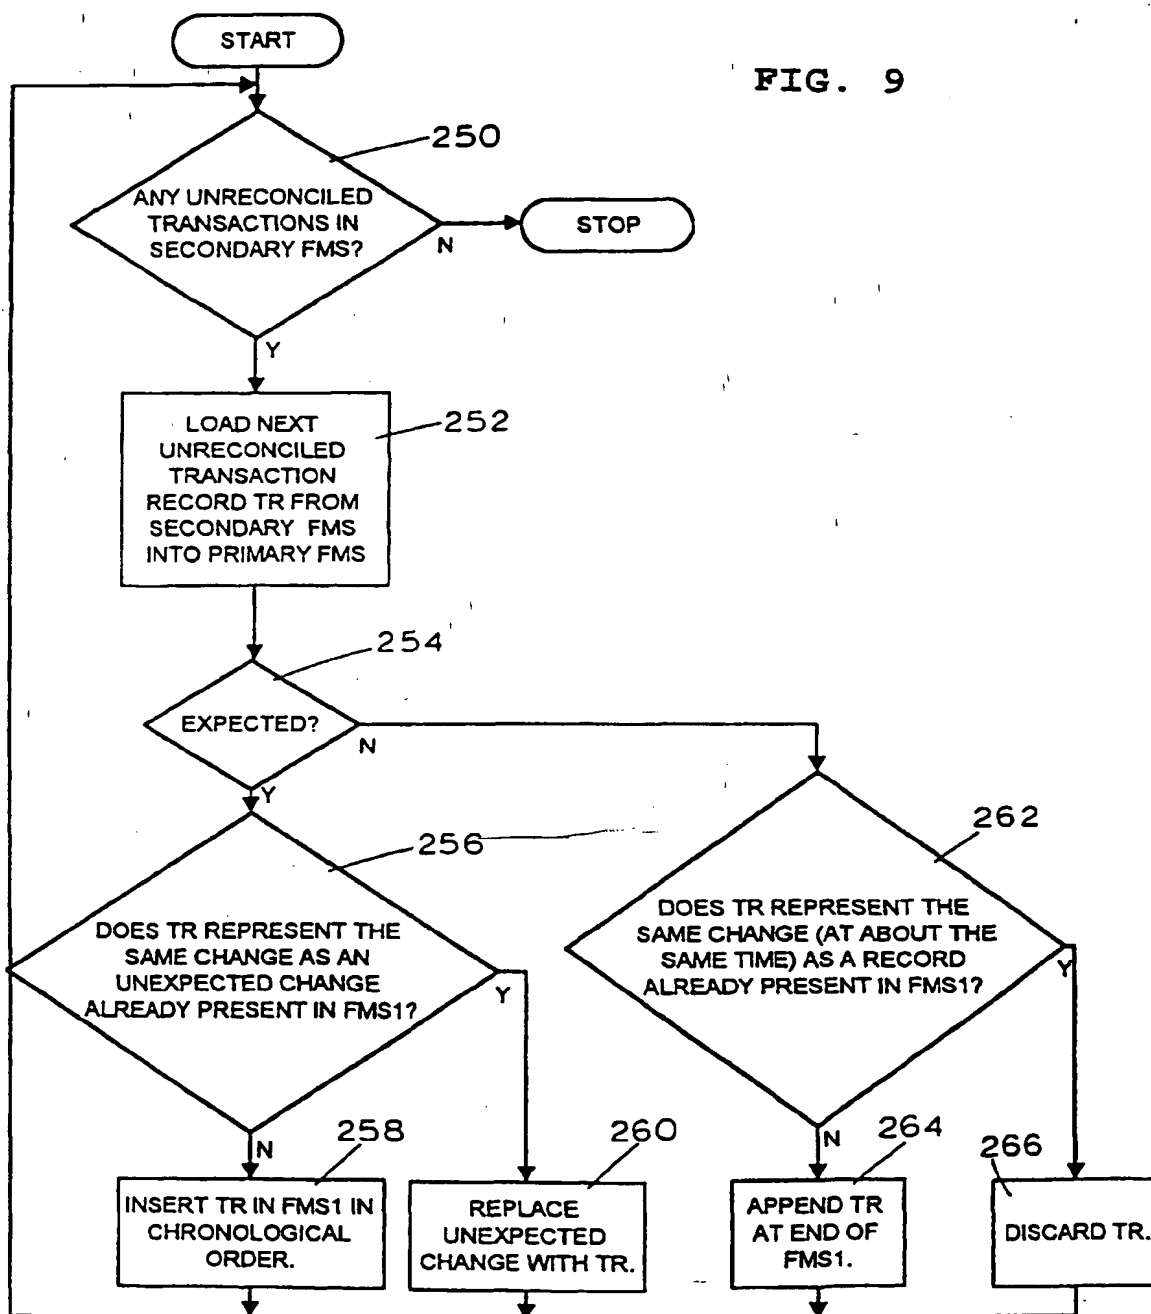 START
FIG. 9
250
ANY UNRECONCILED
TRANSACTIONS IN
SECONDARY FMS?
N
STOP
Y
LOAD NEXT
UNRECONCILED
TRANSACTION
RECORD TR FROM
SECONDARY FMS
INTO PRIMARY FMS
252
254
EXPECTED?
N
Y
256
DOES TR REPRESENT THE
SAME CHANGE AS AN
UNEXPECTED CHANGE
ALREADY PRESENT IN FMS1?
Y
N
262
DOES TR REPRESENT THE
SAME CHANGE (AT ABOUT THE
SAME TIME) AS A RECORD
ALREADY PRESENT IN FMS1?
Y
N
258
INSERT TR IN FMS1 IN
CHRONOLOGICAL
ORDER.
260
REPLACE
UNEXPECTED
CHANGE WITH TR.
264
APPEND TR
AT END OF
FMS1.
266
DISCARD TR.